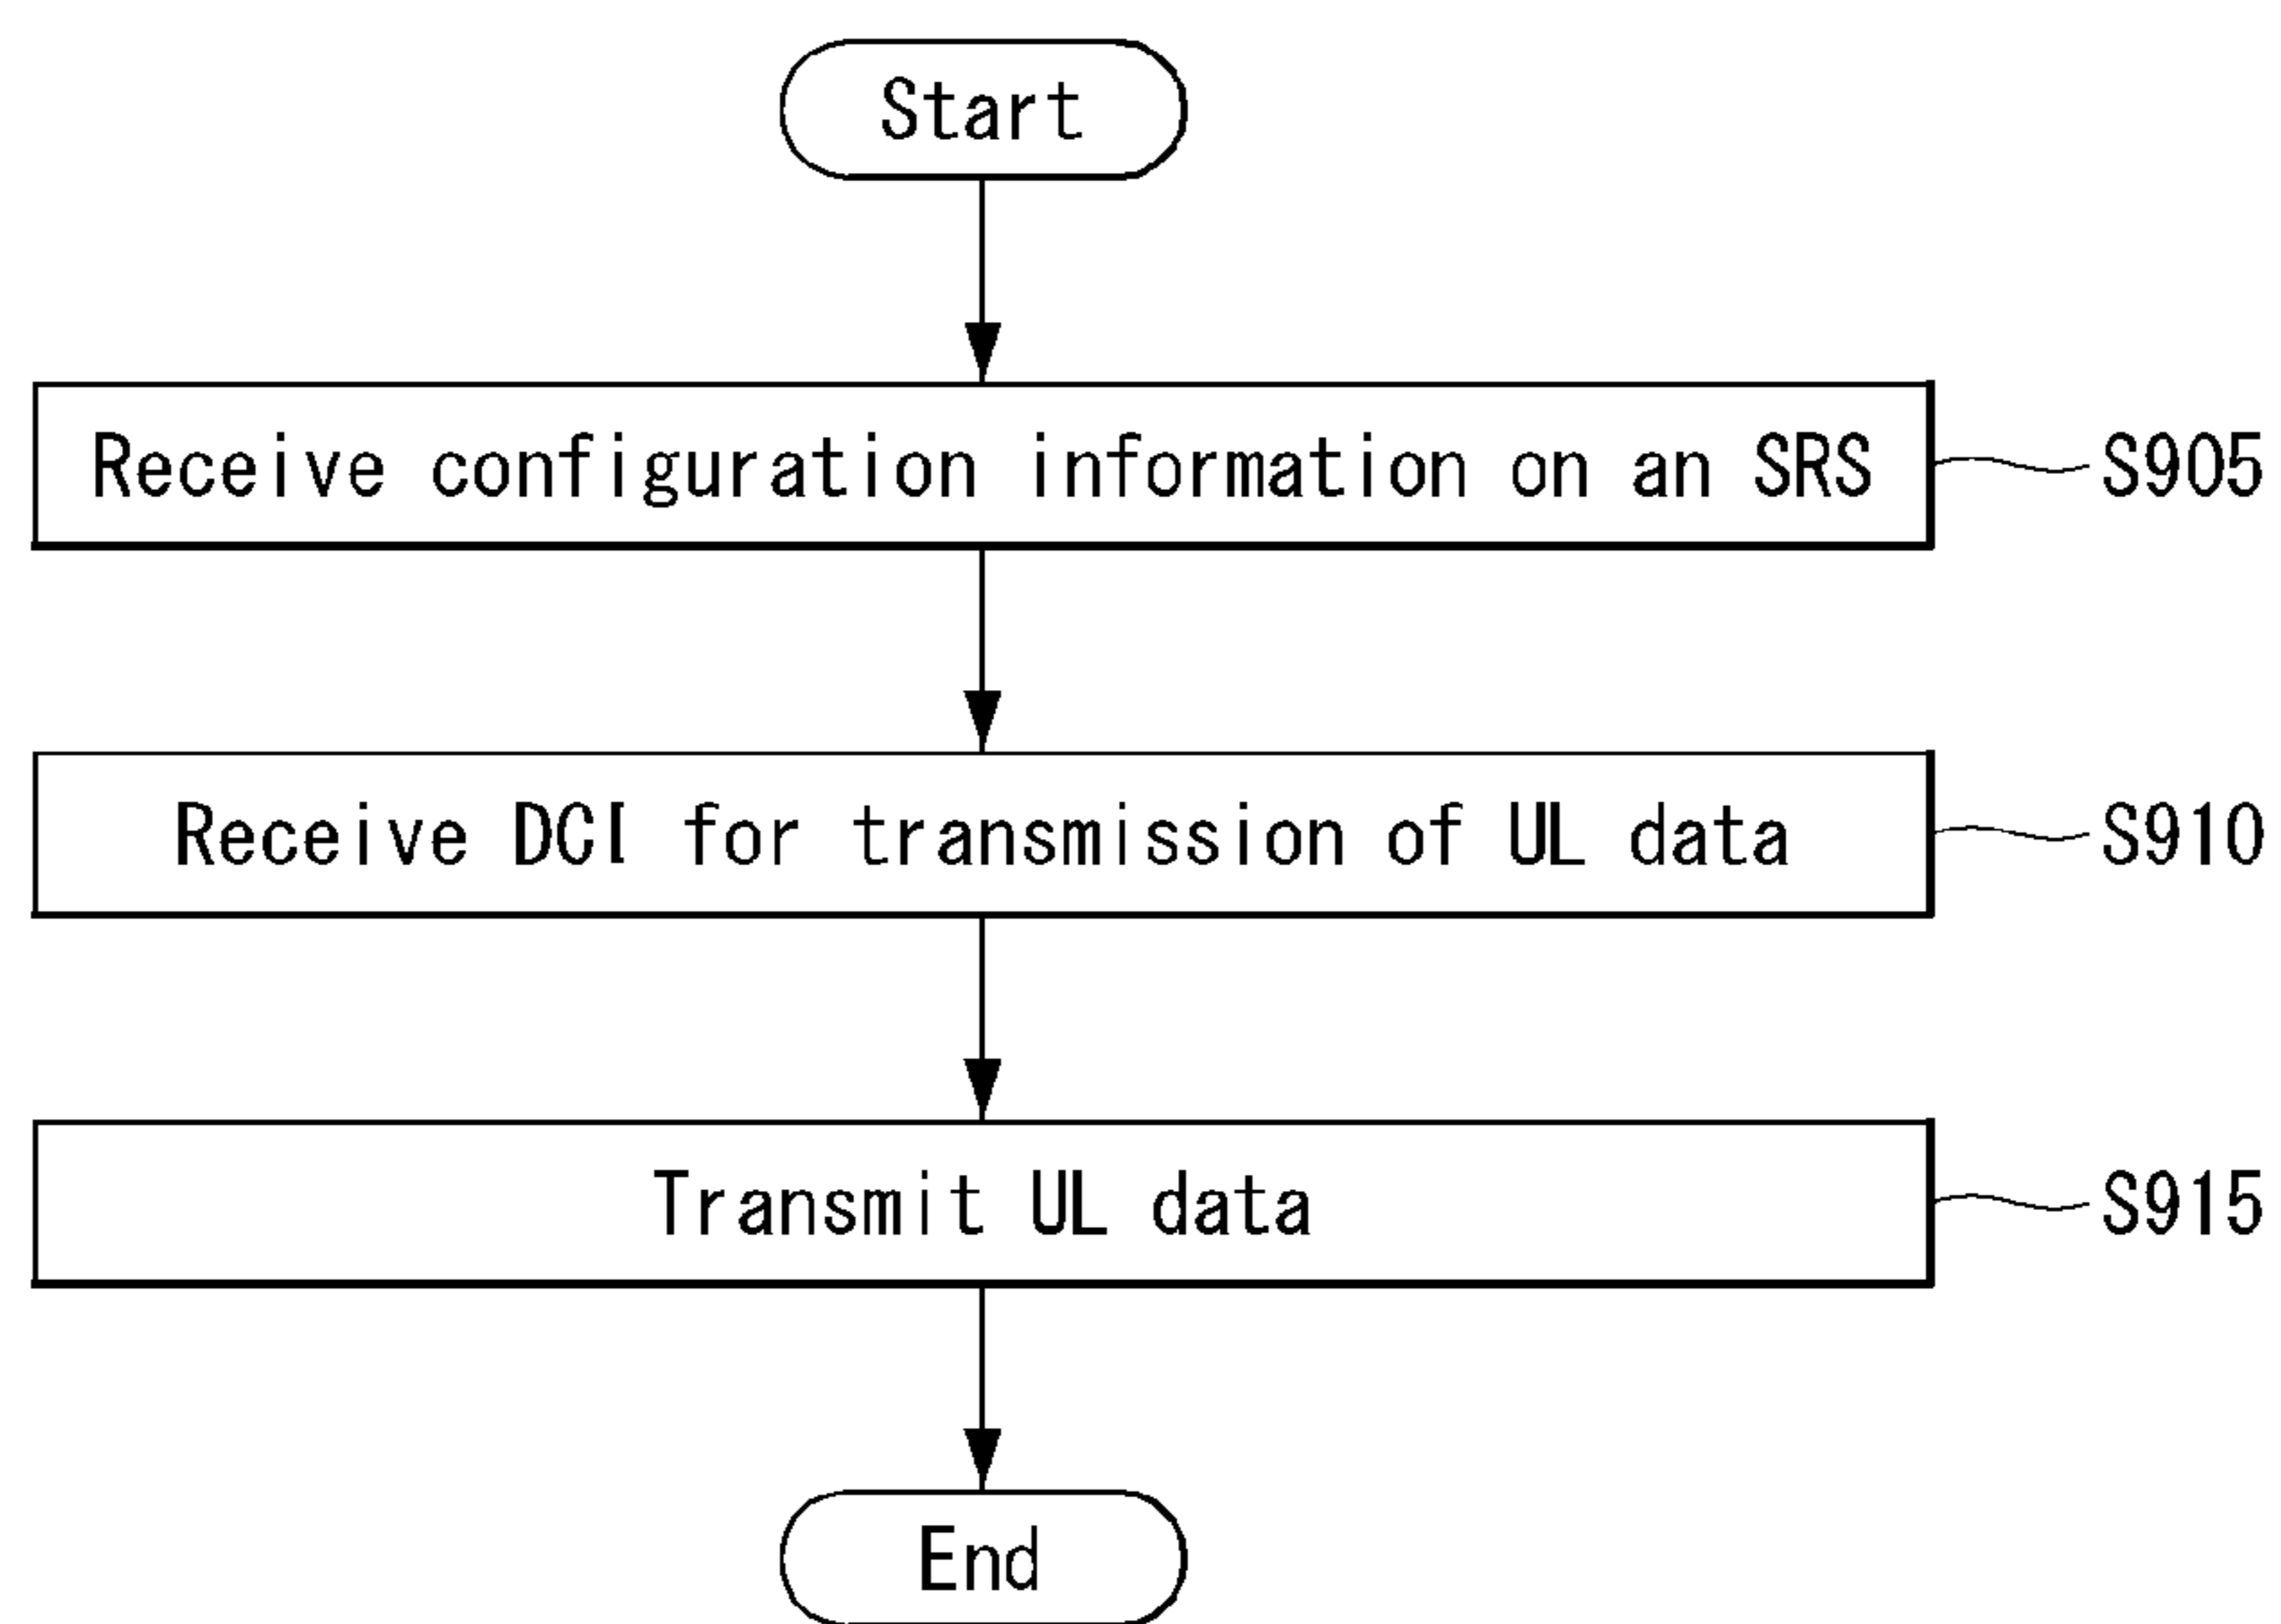 Start
Receive configuration information on an SRS
S905
Receive DCI for transmission of UL data
S910
Transmit UL data
S915
End